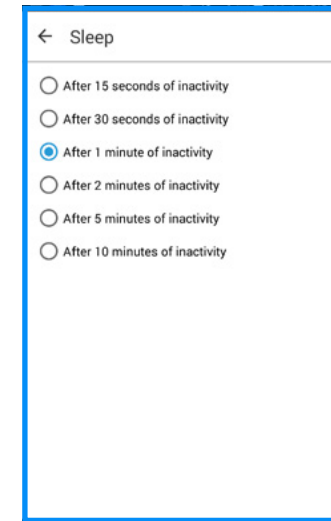 Sleep
After 15 seconds of inactivity
After 30 seconds of inactivity
After 1 minute of inactivity
After 2 minutes of inactivity
After 5 minutes of inactivity
After 10 minutes of inactivity